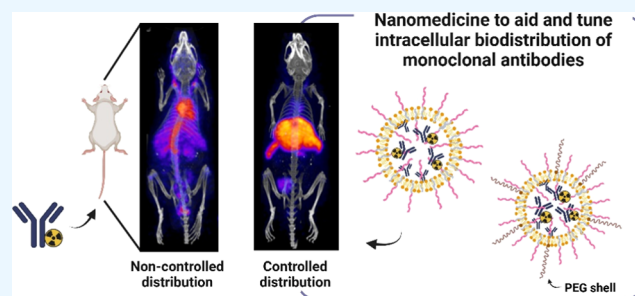 Nanomedicine to aid and tune
intracellular biodistribution of
monoclonal antibodies
Non-controlled
distribution
Controlled
distribution
PEG shell